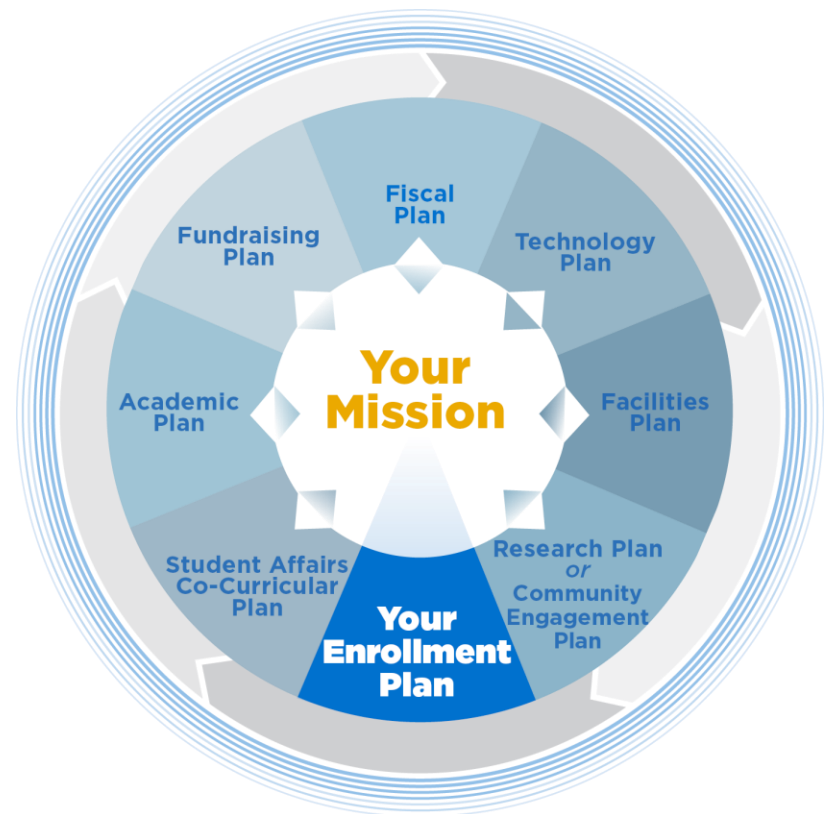 Fiscal
Plan
Technology
Plan
Facilities
Plan
Research Plan
or
Community
Engagement
Plan
Your
Enrollment
Plan
Student Affairs
Co-Curricular
Plan
Academic
Plan
Fundraising
Plan
Your
Mission